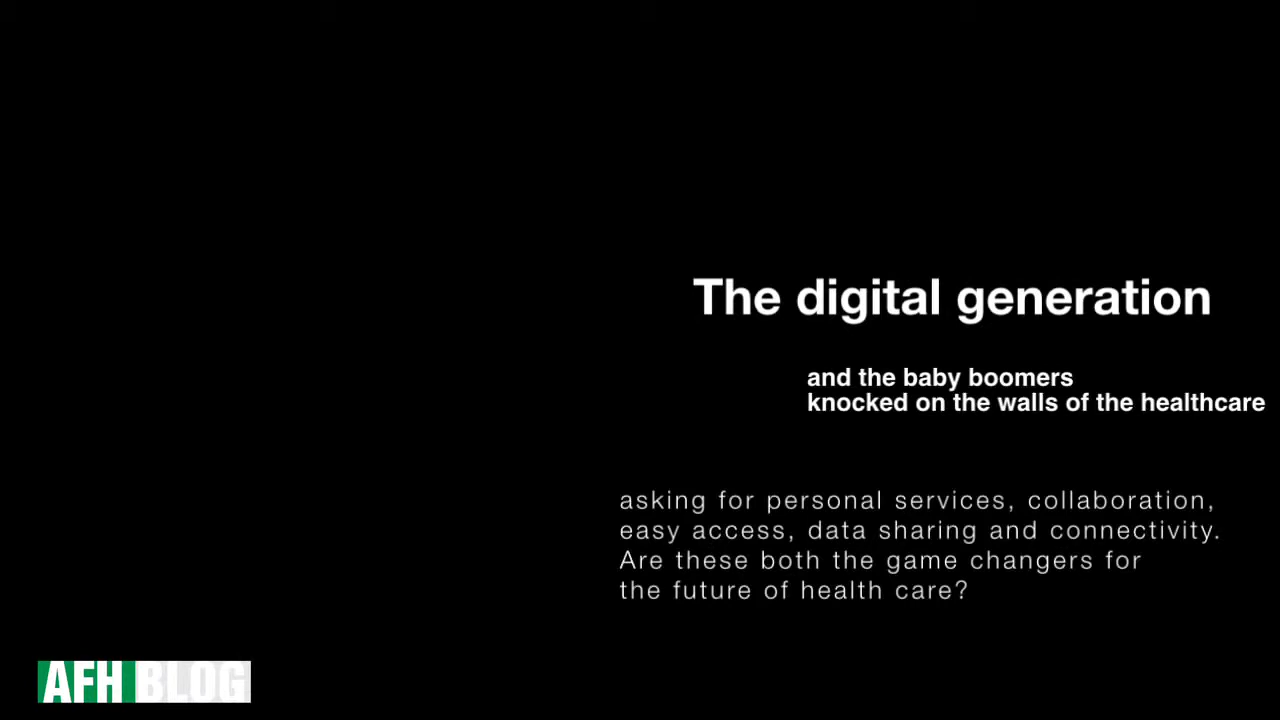 The digital generation
and the baby boomers
knocked on the walls of the healthcare
asking for personal services, collaboration,
easy access, data sharing and connectivity.
Are these both the game changers for
the future of health care?
AFH BLOG